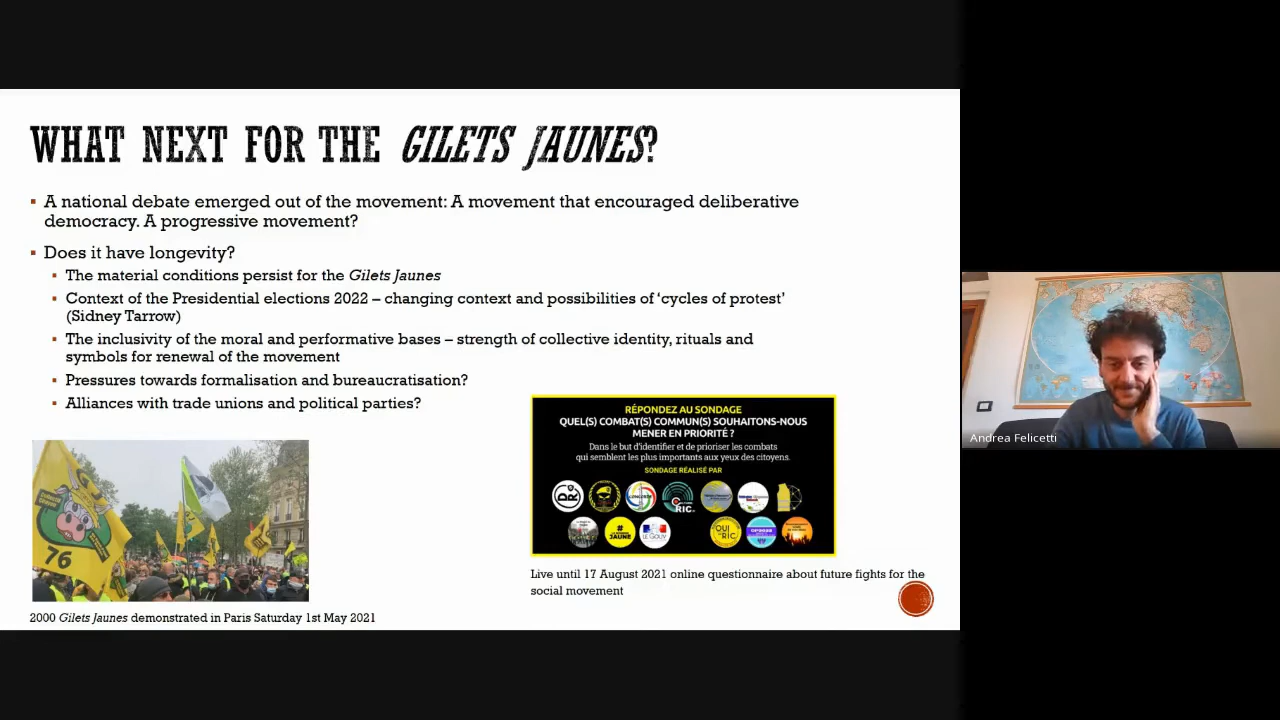 WHAT NEXT FOR THE GILETS JAUNES?
▪ A national debate emerged out of the movement: A movement that encouraged deliberative
democracy. A progressive movement?
▪ Does it have longevity?
▪ The material conditions persist for the Gilets Jaunes
▪ Context of the Presidential elections 2022 – changing context and possibilities of ‘cycles of protest’
(Sidney Tarrow)
▪ The inclusivity of the moral and performative bases – strength of collective identity, rituals and
symbols for renewal of the movement
▪ Pressures towards formalisation and bureaucratisation?
▪ Alliances with trade unions and political parties?
76
2000 Gilets Jaunes demonstrated in Paris Saturday 1st May 2021
RÉPONDEZ AU SONDAGE
QUEL(S) COMBAT(S) COMMUN(S) SOUHAITONS-NOUS
MENER EN PRIORITÉ ?
Dans le but d'identifier et de prioriser les combats
qui semblent les plus importants aux yeux des citoyens.
SONDAGE RÉALISÉ PAR
RIC
JAUNE
LE GOUV
OUI
RIC
Live until 17 August 2021 online questionnaire about future fights for the
social movement
Andrea Felicetti